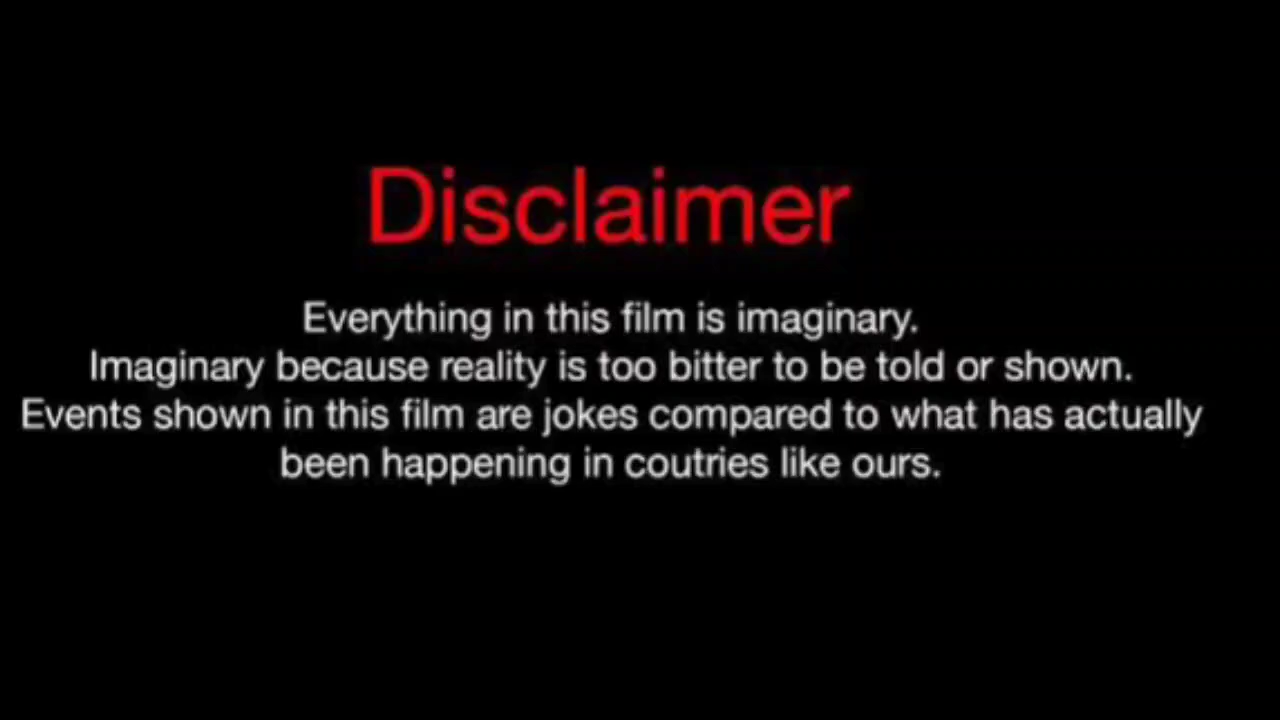 Disclaimer
Everything in this film is imaginary.
Imaginary because reality is too bitter to be told or shown.
Events shown in this film are jokes compared to what has actually
been happening in coutries like ours.